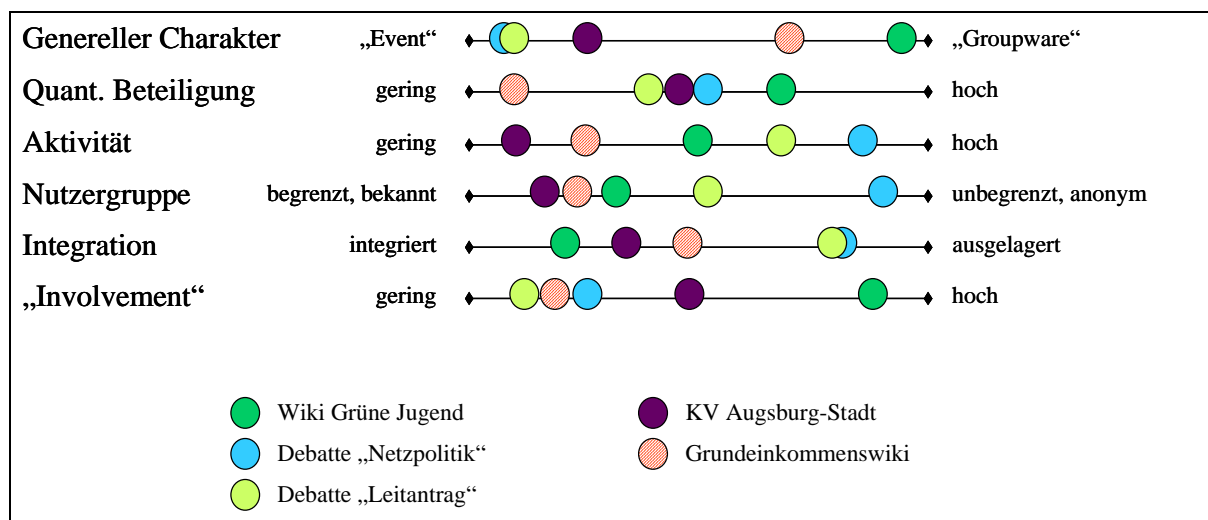 Genereller Charakter „Event“ „Groupware“
Quant. Beteiligung gering hoch
Aktivität gering hoch
Nutzergruppe begrenzt, bekannt unbegrenzt, anonym
Integration integriert ausgelagert
„Involvement“ gering hoch
Wiki Grüne Jugend KV Augsburg-Stadt
Debatte „Netzpolitik“ Grundeinkommenswiki
Debatte „Leitantrag“